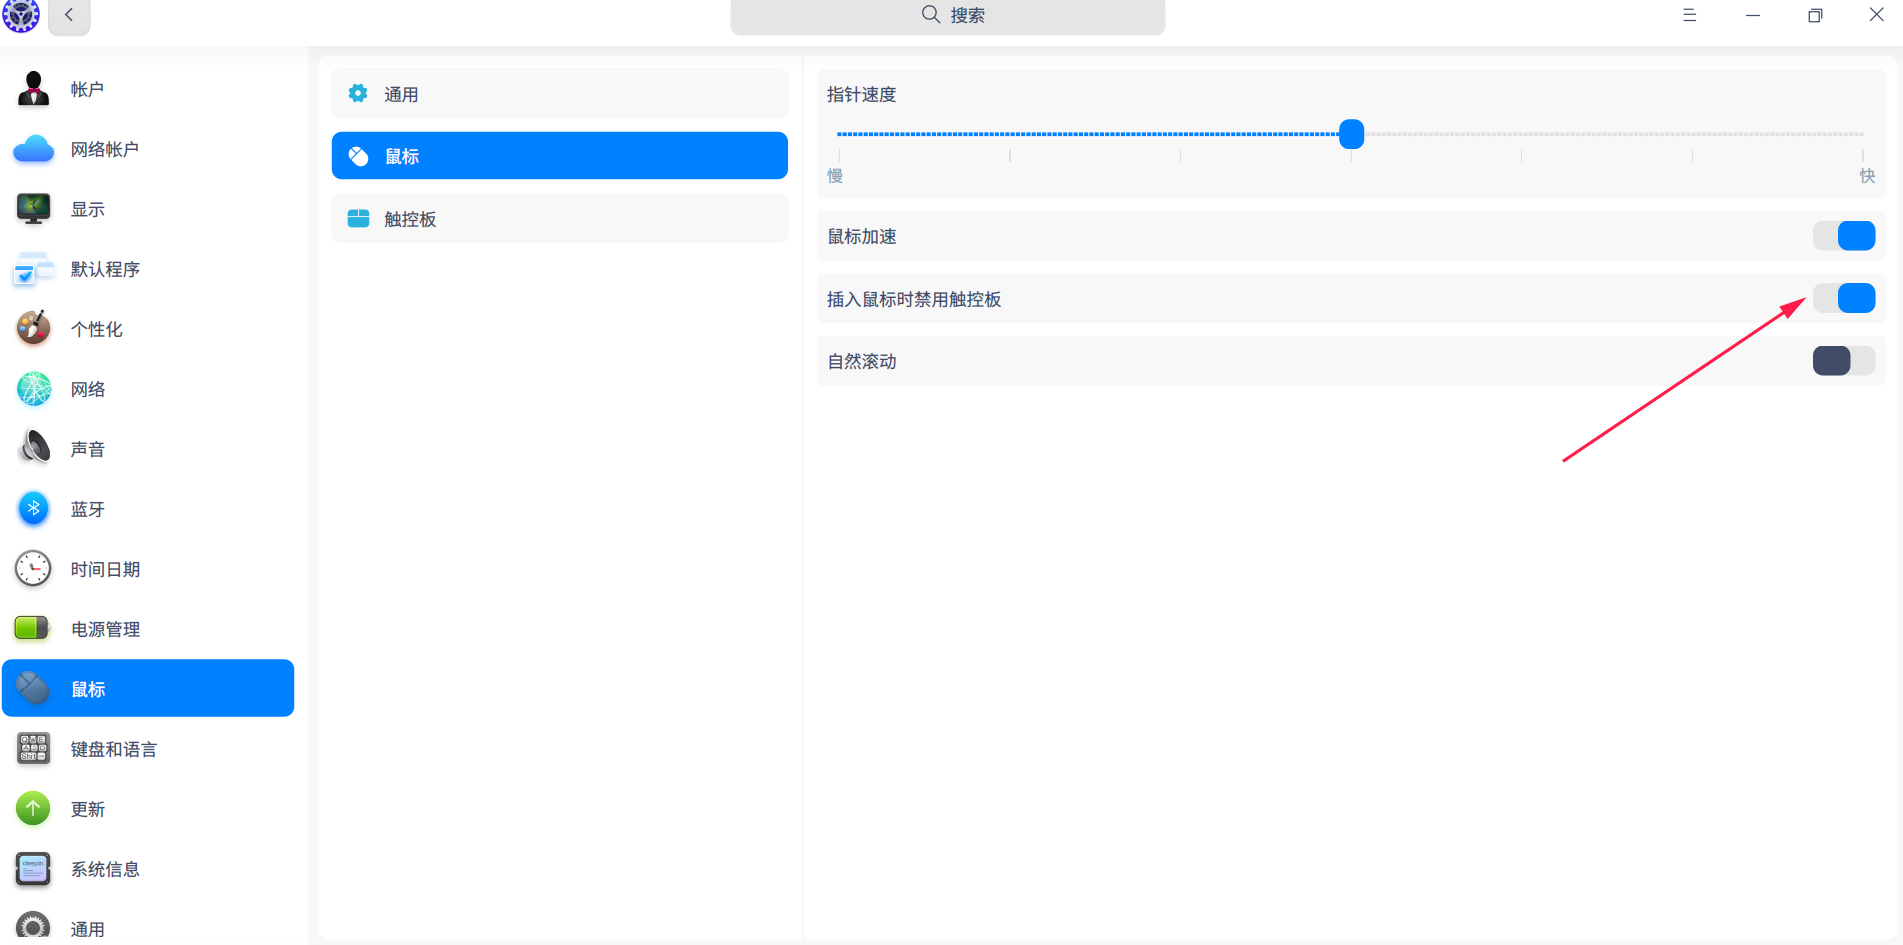 搜索
帐户
网络帐户
显示
默认程序
个性化
网络
声音
蓝牙
时间日期
电源管理
鼠标
键盘和语言
更新
deepin
系统信息
通用
通用
鼠标
触控板
指针速度
慢
快
鼠标加速
插入鼠标时禁用触控板
自然滚动